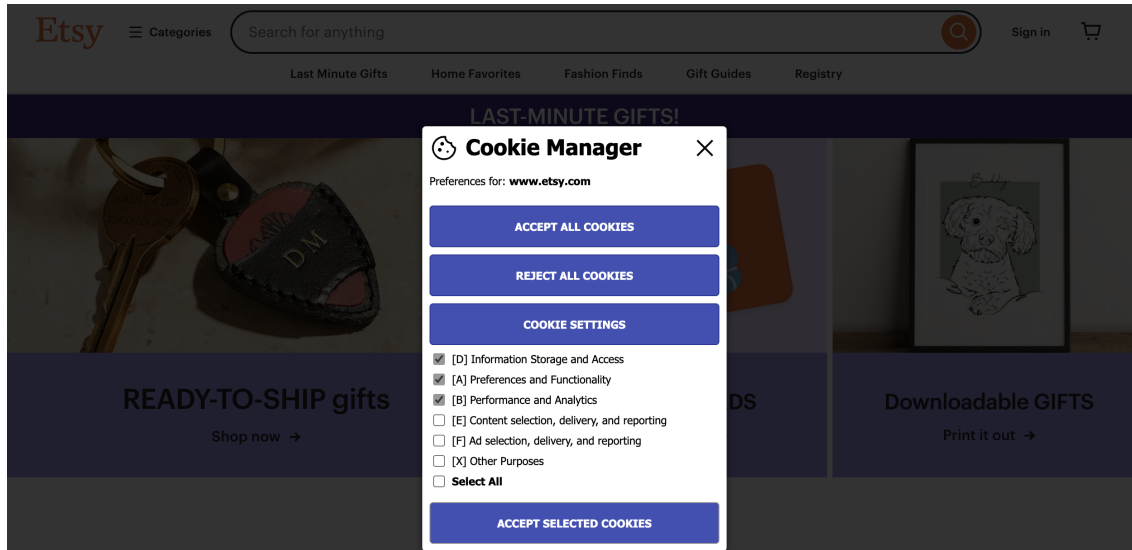 Etsy
Categories
Search for anything
Sign in
Last Minute Gifts Home Favorites Fashion Finds Gift Guides Registry
LAST-MINUTE GIFTS!
Cookie Manager
Preferences for: www.etsy.com
ACCEPT ALL COOKIES
REJECT ALL COOKIES
COOKIE SETTINGS
[D] Information Storage and Access
[A] Preferences and Functionality
[B] Performance and Analytics
[E] Content selection, delivery, and reporting
[F] Ad selection, delivery, and reporting
[X] Other Purposes
Select All
ACCEPT SELECTED COOKIES
DM
READY-TO-SHIP gifts
Shop now →
DS
Buddy
Downloadable GIFTS
Print it out →